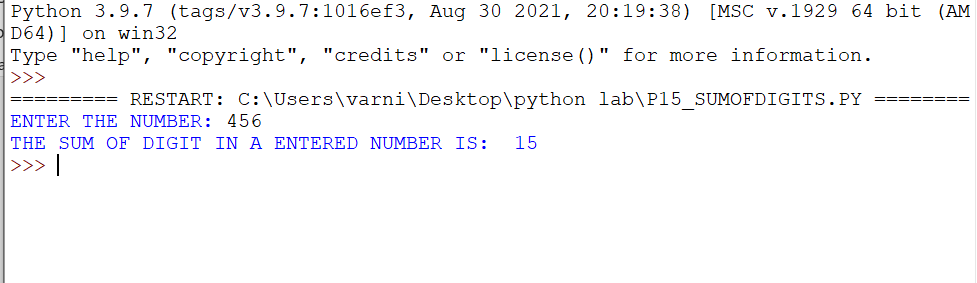 Python 3.9.7 (tags/v3.9.7:1016ef3, Aug 30 2021, 20:19:38) [MSC v.1929 64 bit (AM
D64)] on win32
Type "help", "copyright", "credits" or "license()" for more information.
>>>
========= RESTART: C:\Users\varni\Desktop\python lab\P15_SUMOFDIGITS.PY ========
ENTER THE NUMBER: 456
THE SUM OF DIGIT IN A ENTERED NUMBER IS:  15
>>>